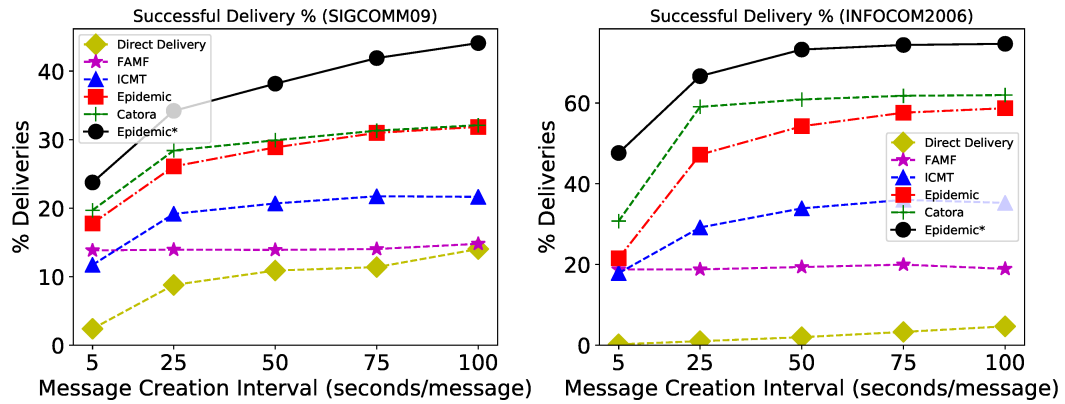 Successful Delivery % (SIGCOMM09)
% Deliveries
40
30
20
10
0
Direct Delivery
FAMF
ICMT
Epidemic
Catora
Epidemic*
5 25 50 75 100
Message Creation Interval (seconds/message)
Successful Delivery % (INFOCOM2006)
% Deliveries
60
40
20
0
Direct Delivery
FAMF
ICMT
Epidemic
Catora
Epidemic*
5 25 50 75 100
Message Creation Interval (seconds/message)